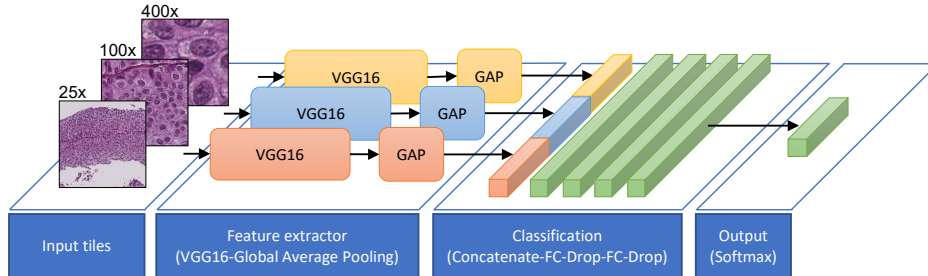 400x
100x
25x
VGG16
GAP
VGG16
GAP
VGG16
GAP
Input tiles
Feature extractor
(VGG16-Global Average Pooling)
Classification
(Concatenate-FC-Drop-FC-Drop)
Output
(Softmax)